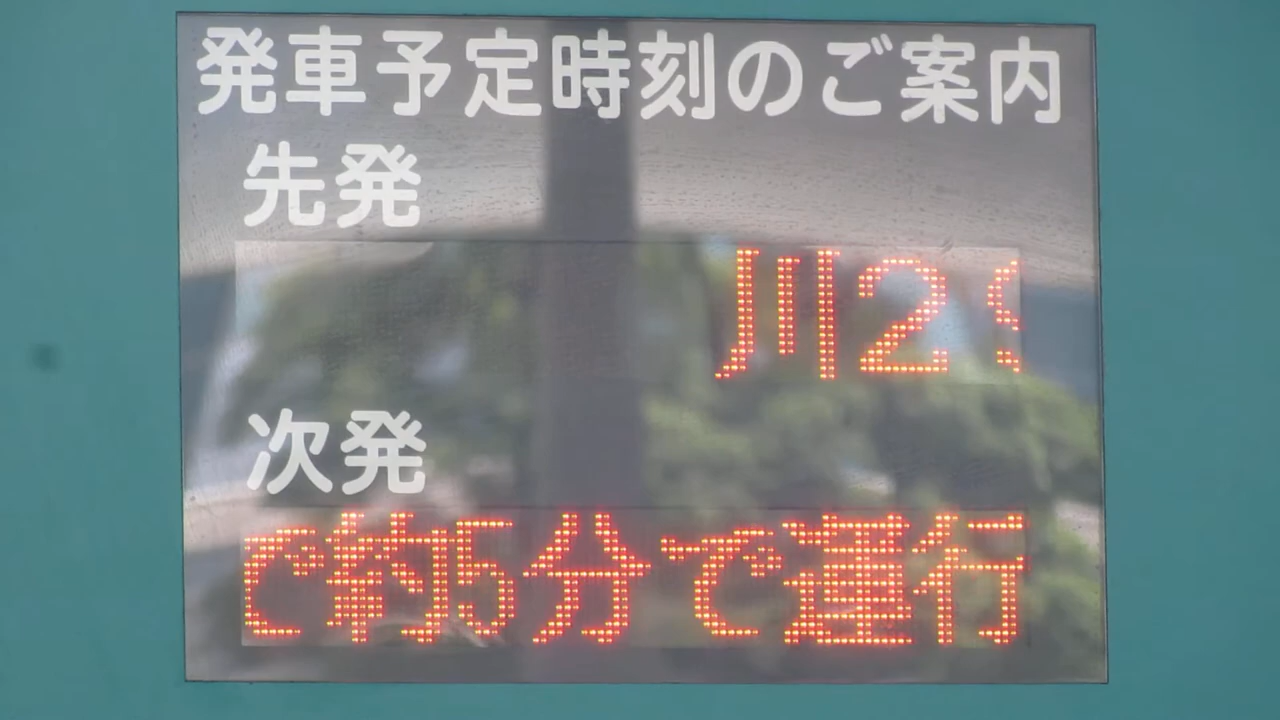 発車予定時刻のご案内
先発
川2
次発
で約5分で運行